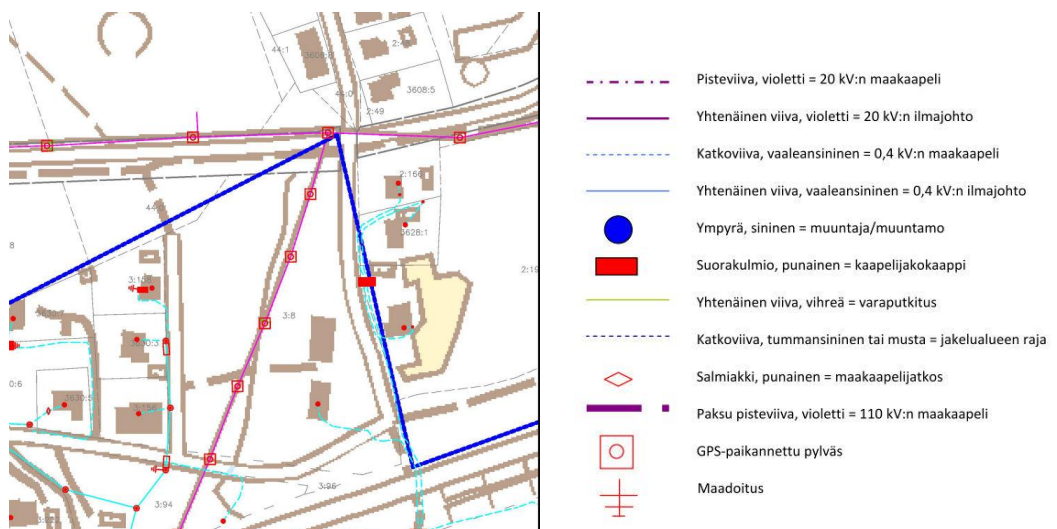 44:1
3608:6
2:49
44:0
3608:5
2:49
2:166
3628:1
8
2:19
3:8
3630:3
0:6
3630:5
3:156
3:96
3:94
Pisteviiva, violetti = 20 kV:n maakaapeli
Yhtenäinen viiva, violetti = 20 kV:n ilmajohto
Katkoviiva, vaaleansininen = 0,4 kV:n maakaapeli
Yhtenäinen viiva, vaaleansininen = 0,4 kV:n ilmajohto
Ympyrä, sininen = muuntaja/muuntamo
Suorakulmio, punainen = kaapelijakokaappi
Yhtenäinen viiva, vihreä = varaputkitus
Katkoviiva, tummansininen tai musta = jakelualueen raja
Salmiakki, punainen = maakaapelijatkos
Paksu pisteviiva, violetti = 110 kV:n maakaapeli
GPS-paikannettu pylväs
Maadoitus